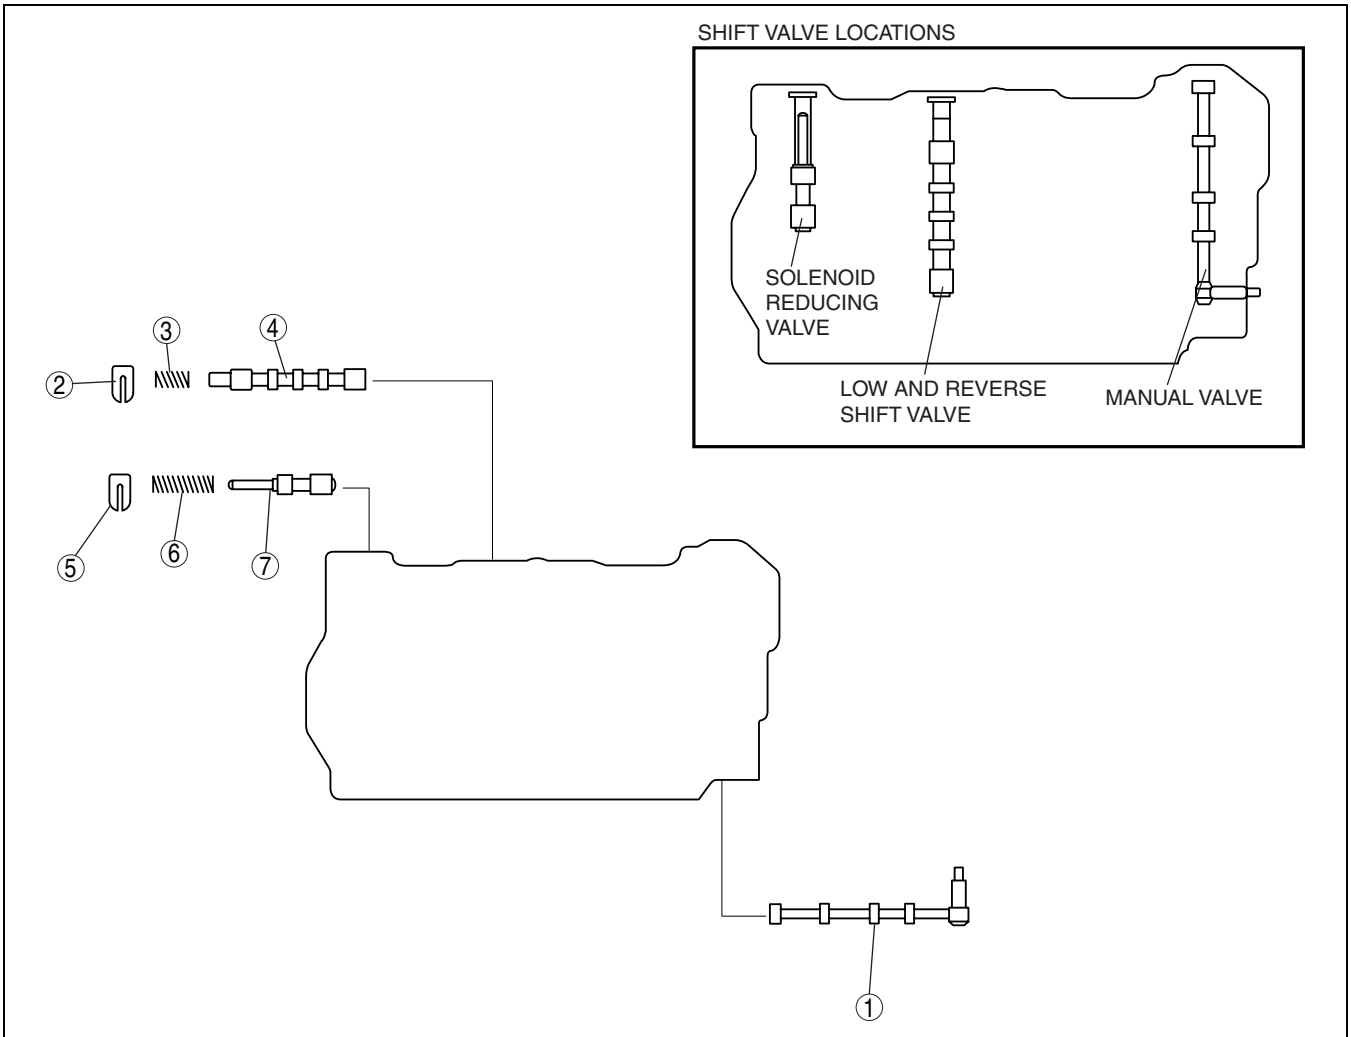 SHIFT VALVE LOCATIONS
SOLENOID
REDUCING
VALVE
LOW AND REVERSE
SHIFT VALVE
MANUAL VALVE
3
4
2
5
6
7
1